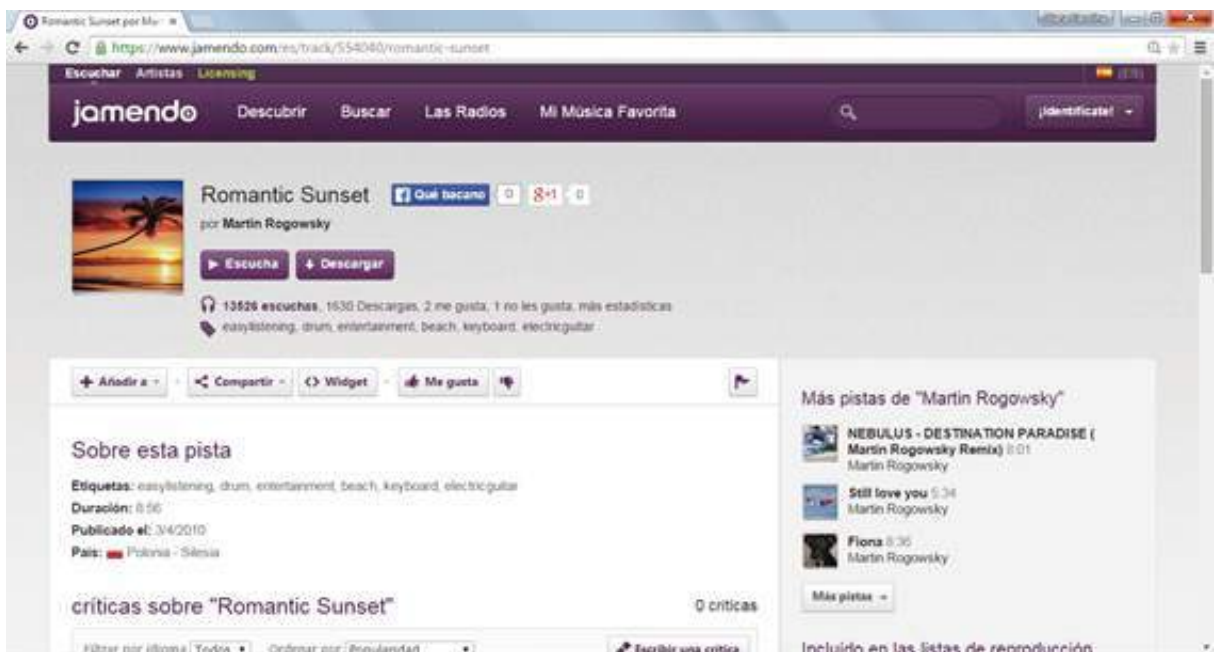 Romantic Sunset por Ma
https://www.jamendo.com/es/track/554040/romantic-sunset
Escuchar Artistas Licensing (ES)
jamendo Descubrir Buscar Las Radios Mi Música Favorita ¡Identifícate!
Romantic Sunset Qué bacano 0 g+1 0
por Martin Rogowsky
Escucha Descargar
13526 escuchas, 1630 Descargas, 2 me gusta, 1 no les gusta, más estadísticas
easylistening, drum, entertainment, beach, keyboard, electricguitar
Añadir a Compartir Widget Me gusta
Sobre esta pista
Etiquetas: easylistening, drum, entertainment, beach, keyboard, electricguitar
Duración: 8:56
Publicado el: 3/4/2010
País: Polonia - Silesia
críticas sobre "Romantic Sunset" 0 críticas
Filtrar por idioma Todos Ordenar por Popularidad Escribir una crítica
Más pistas de "Martin Rogowsky"
NEBULUS - DESTINATION PARADISE (
Martin Rogowsky Remix) 8:01
Martin Rogowsky
Still love you 5:34
Martin Rogowsky
Fiona 8:36
Martin Rogowsky
Más pistas
Incluido en las listas de reproducción